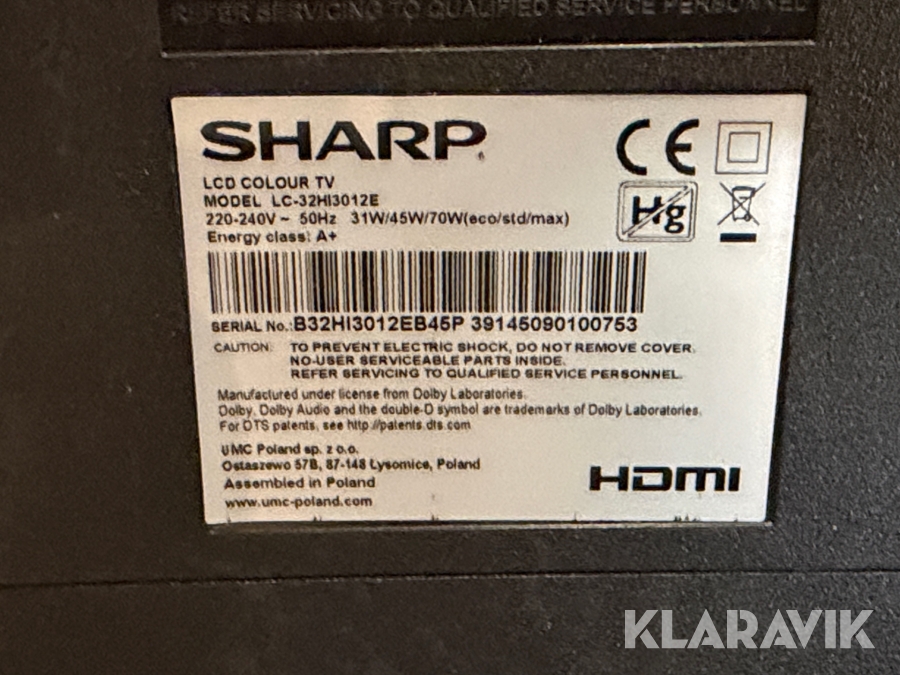 REFER SERVICING TO QUALIFIED SERVICE PERSONNEL
SHARP
CE
LCD COLOUR TV
MODEL LC-32HI3012E
220-240V ~ 50Hz 31W/45W/70W(eco/std/max)
Energy class: A+
Hg
SERIAL No.:B32HI3012EB45P 39145090100753
CAUTION: TO PREVENT ELECTRIC SHOCK, DO NOT REMOVE COVER.
NO-USER SERVICEABLE PARTS INSIDE.
REFER SERVICING TO QUALIFIED SERVICE PERSONNEL.
Manufactured under license from Dolby Laboratories.
Dolby, Dolby Audio and the double-D symbol are trademarks of Dolby Laboratories.
For DTS patents, see http://patents.dts.com
UMC Poland sp. z o.o.
Ostaszewo 57B, 87-148 Łysomice, Poland
Assembled in Poland
www.umc-poland.com
HDMI
KLARAVIK